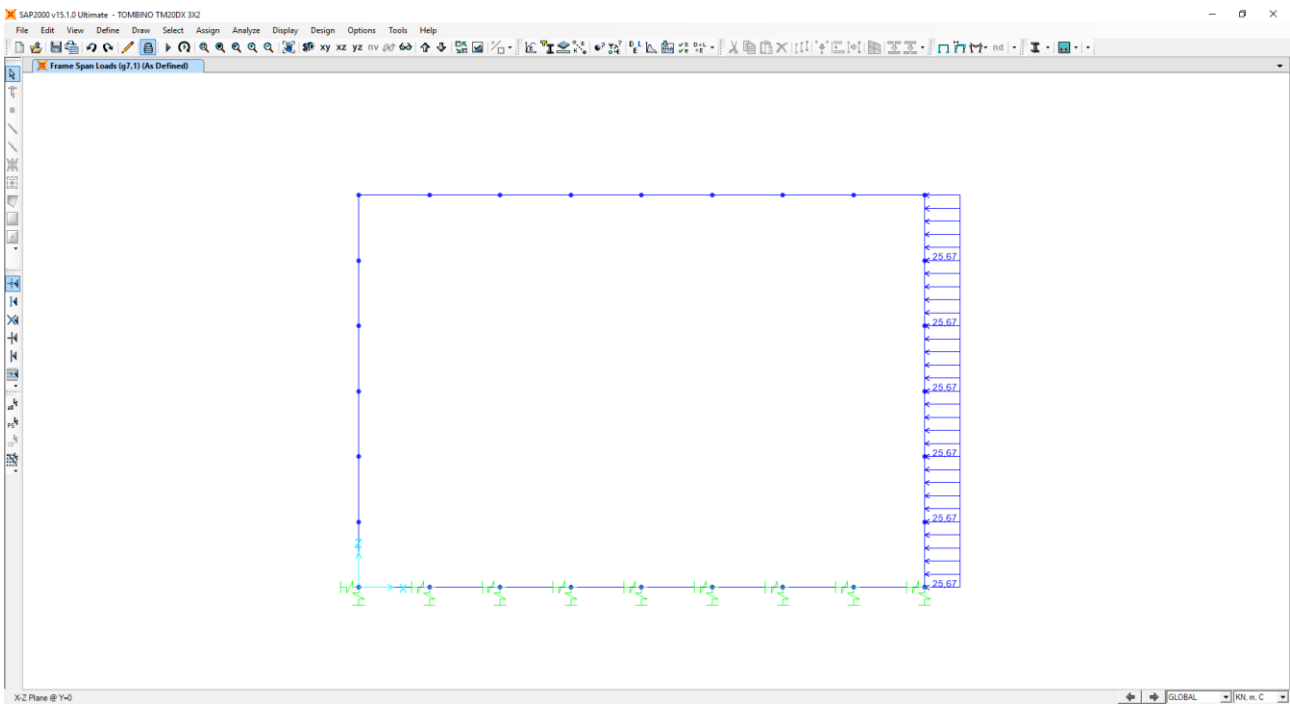 SAP2000 v15.1.0 Ultimate - TOMBINO TM20DX 3X2
File Edit View Define Draw Select Assign Analyze Display Design Options Tools Help
xy xz yz nv nd
Frame Span Loads (g7.1) (As Defined)
25,67
25,67
25,67
25,67
25,67
25,67
Z
X
X-Z Plane @ Y=0 GLOBAL KN, m, C